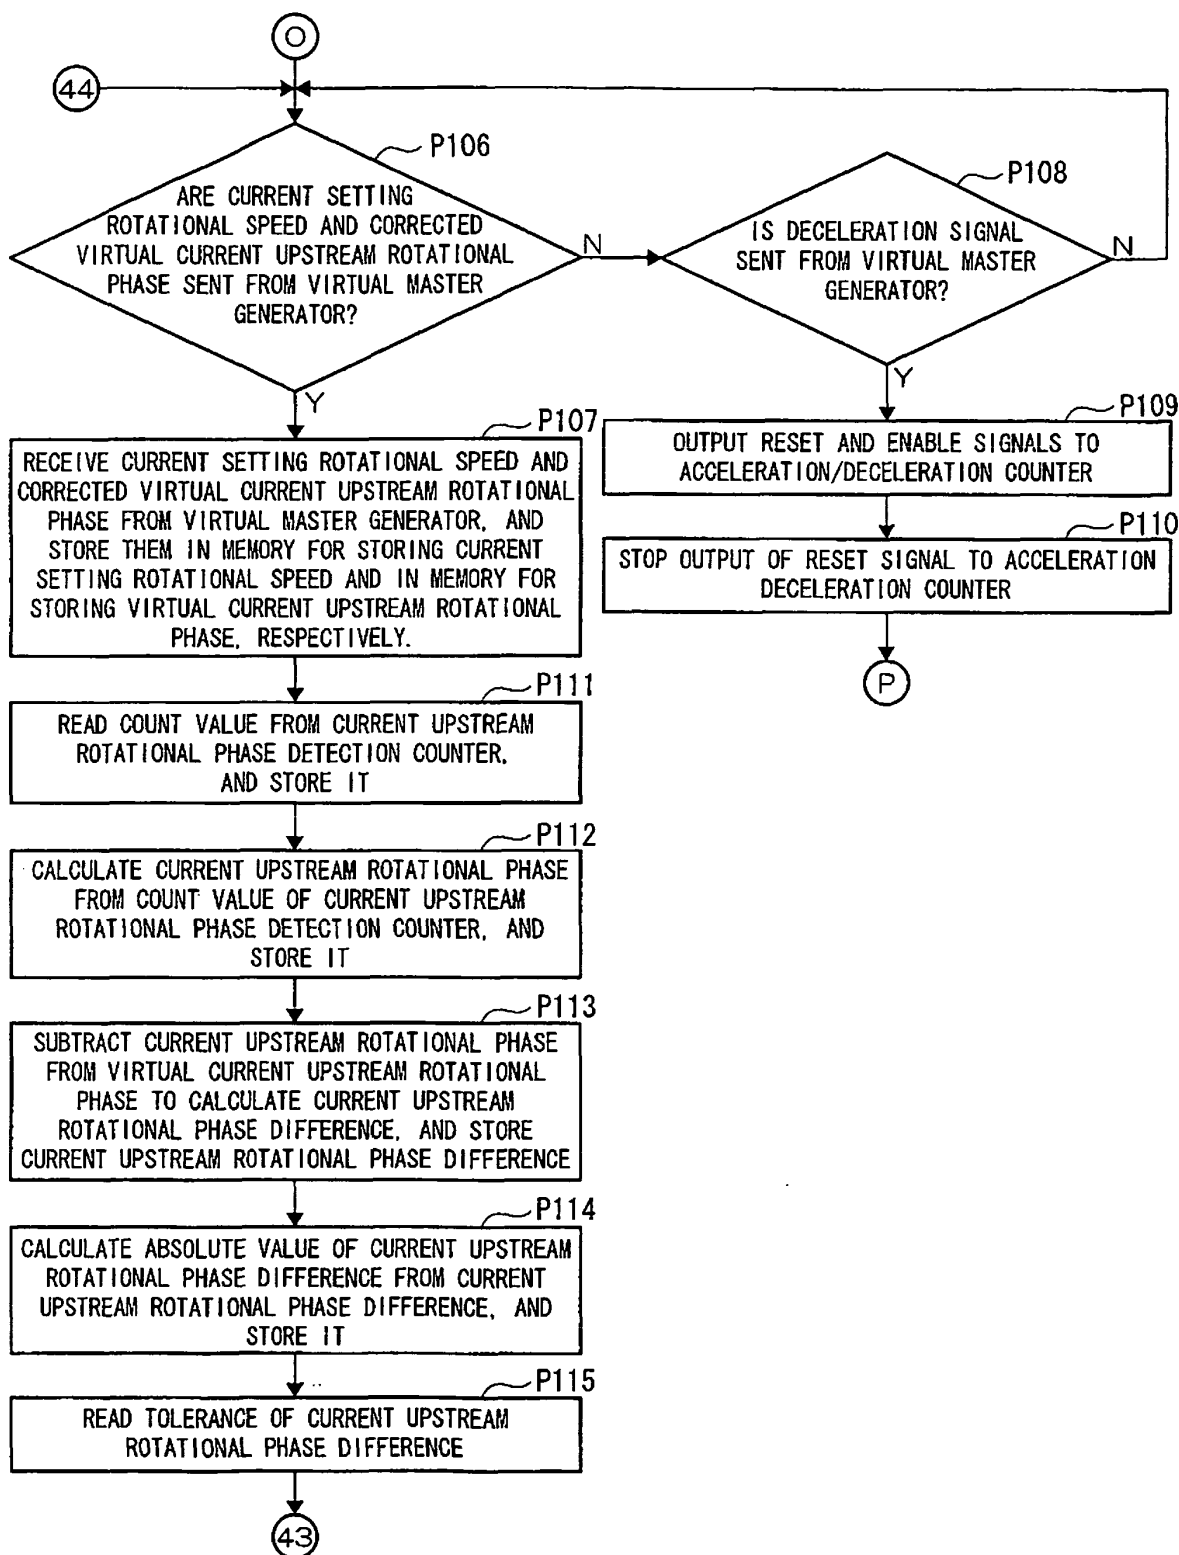 O
44
P106
ARE CURRENT SETTING
ROTATIONAL SPEED AND CORRECTED
VIRTUAL CURRENT UPSTREAM ROTATIONAL
PHASE SENT FROM VIRTUAL MASTER
GENERATOR?
N
Y
P108
IS DECELERATION SIGNAL
SENT FROM VIRTUAL MASTER
GENERATOR?
N
Y
P107
RECEIVE CURRENT SETTING ROTATIONAL SPEED AND
CORRECTED VIRTUAL CURRENT UPSTREAM ROTATIONAL
PHASE FROM VIRTUAL MASTER GENERATOR, AND
STORE THEM IN MEMORY FOR STORING CURRENT
SETTING ROTATIONAL SPEED AND IN MEMORY FOR
STORING VIRTUAL CURRENT UPSTREAM ROTATIONAL
PHASE, RESPECTIVELY.
P109
OUTPUT RESET AND ENABLE SIGNALS TO
ACCELERATION/DECELERATION COUNTER
P110
STOP OUTPUT OF RESET SIGNAL TO ACCELERATION
DECELERATION COUNTER
P
P111
READ COUNT VALUE FROM CURRENT UPSTREAM
ROTATIONAL PHASE DETECTION COUNTER,
AND STORE IT
P112
CALCULATE CURRENT UPSTREAM ROTATIONAL PHASE
FROM COUNT VALUE OF CURRENT UPSTREAM
ROTATIONAL PHASE DETECTION COUNTER, AND
STORE IT
P113
SUBTRACT CURRENT UPSTREAM ROTATIONAL PHASE
FROM VIRTUAL CURRENT UPSTREAM ROTATIONAL
PHASE TO CALCULATE CURRENT UPSTREAM
ROTATIONAL PHASE DIFFERENCE, AND STORE
CURRENT UPSTREAM ROTATIONAL PHASE DIFFERENCE
P114
CALCULATE ABSOLUTE VALUE OF CURRENT UPSTREAM
ROTATIONAL PHASE DIFFERENCE FROM CURRENT
UPSTREAM ROTATIONAL PHASE DIFFERENCE, AND
STORE IT
P115
READ TOLERANCE OF CURRENT UPSTREAM
ROTATIONAL PHASE DIFFERENCE
43